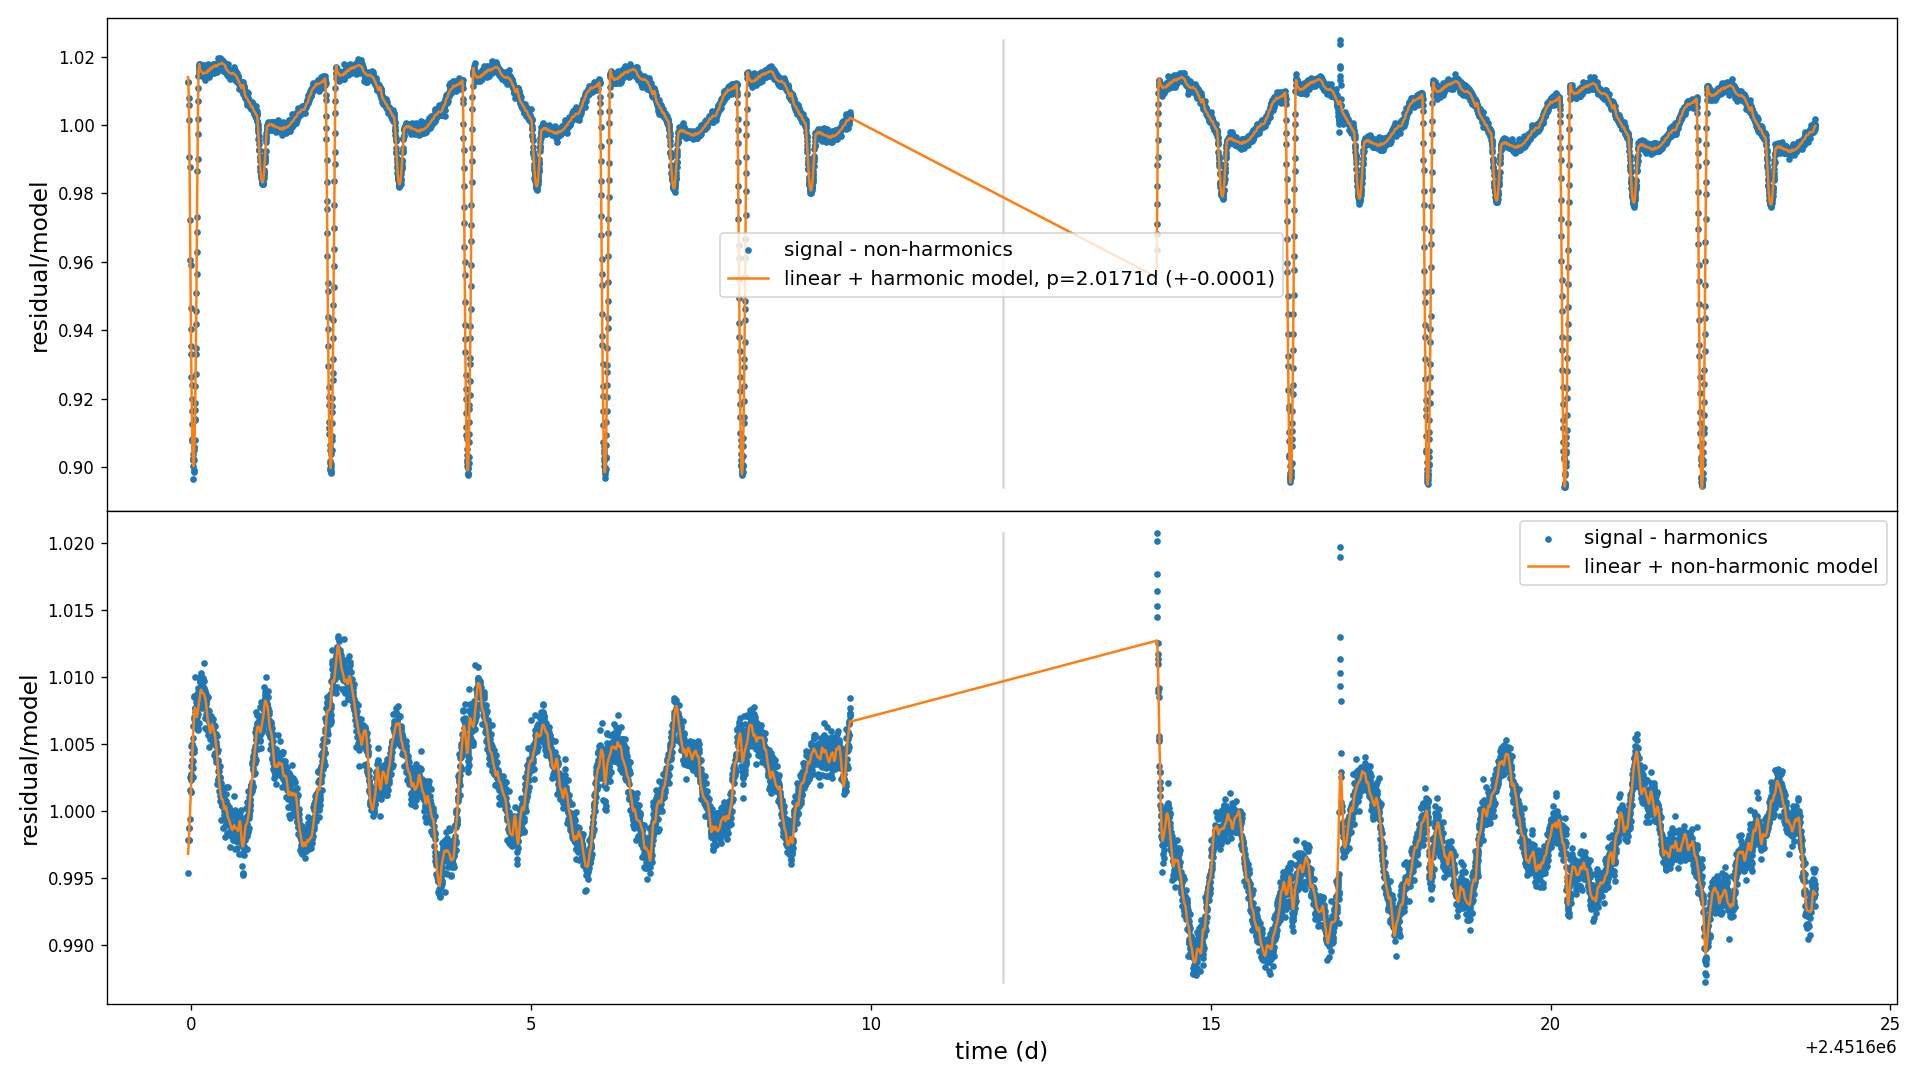 1.02
1.00
0.98
0.96
0.94
0.92
0.90
residual/model
signal - non-harmonics
linear + harmonic model, p=2.0171d (+-0.0001)
1.020
1.015
1.010
1.005
1.000
0.995
0.990
residual/model
signal - harmonics
linear + non-harmonic model
0 5 10 15 20 25
time (d)
+2.4516e6